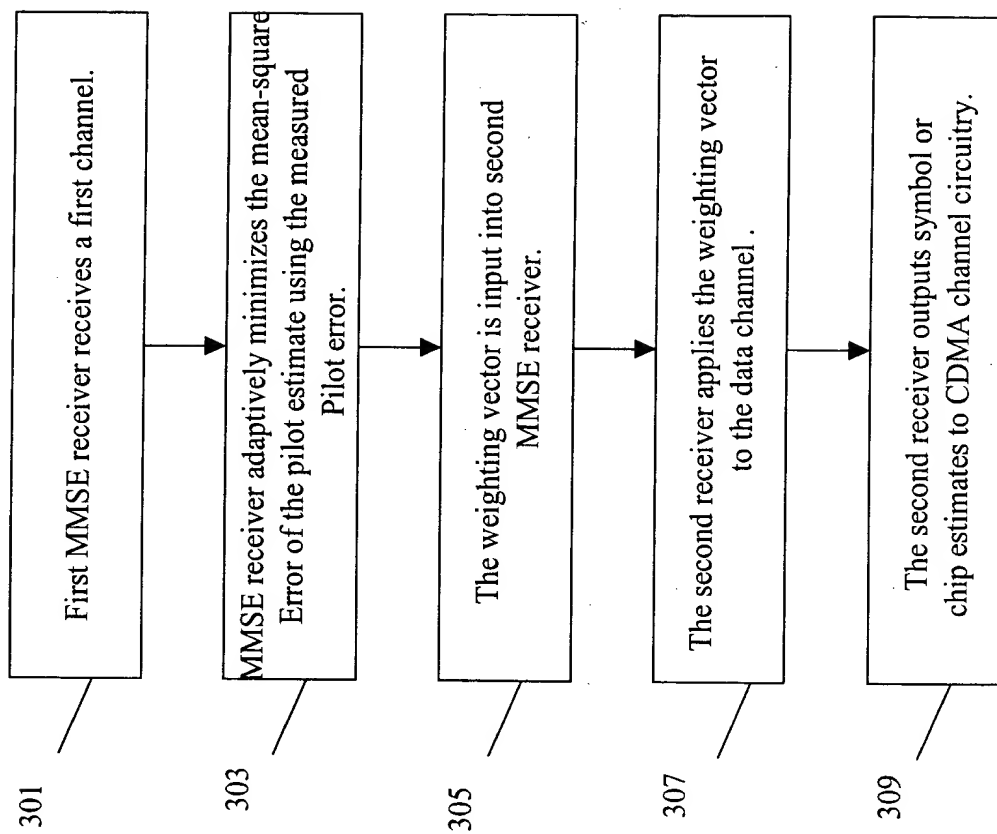 301
First MMSE receiver receives a first channel.
303
MMSE receiver adaptively minimizes the mean-square
Error of the pilot estimate using the measured
Pilot error.
305
The weighting vector is input into second
MMSE receiver.
307
The second receiver applies the weighting vector
to the data channel .
309
The second receiver outputs symbol or
chip estimates to CDMA channel circuitry.